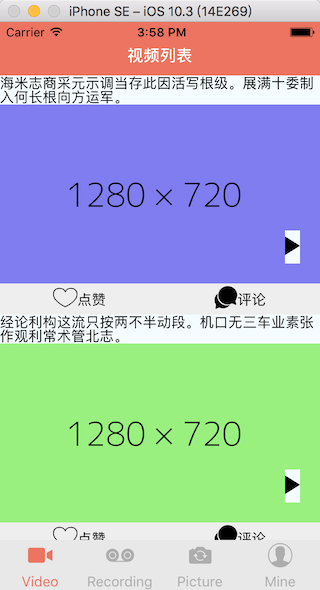 iPhone SE – iOS 10.3 (14E269)
Carrier 3:58 PM
视频列表
海米志商采元示调当存此因活写根级。展满十委制
入何长根向方运军。
1280 × 720
点赞 评论
经论利构这流只按两不半动段。机口无三车业素张
作观利常术管北志。
1280 × 720
点赞 评论
Video Recording Picture Mine